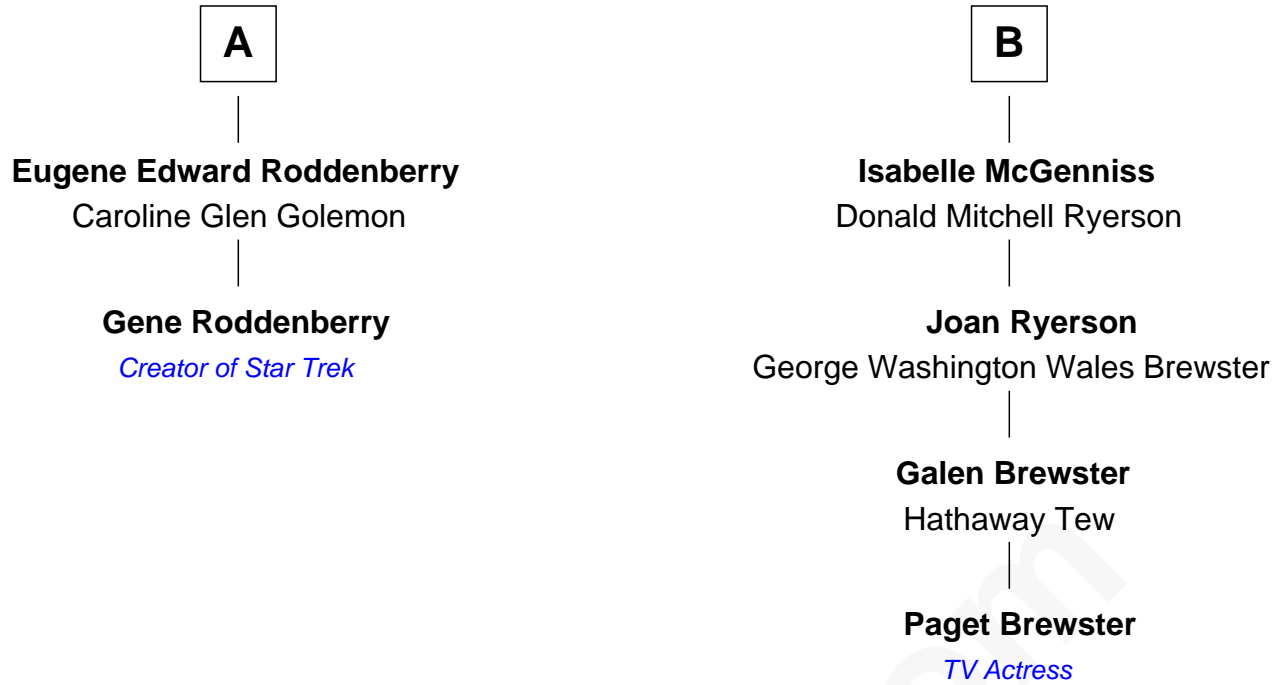 A
Eugene Edward Roddenberry
Caroline Glen Golemon
Gene Roddenberry
Creator of Star Trek
B
Isabelle McGenniss
Donald Mitchell Ryerson
Joan Ryerson
George Washington Wales Brewster
Galen Brewster
Hathaway Tew
Paget Brewster
TV Actress